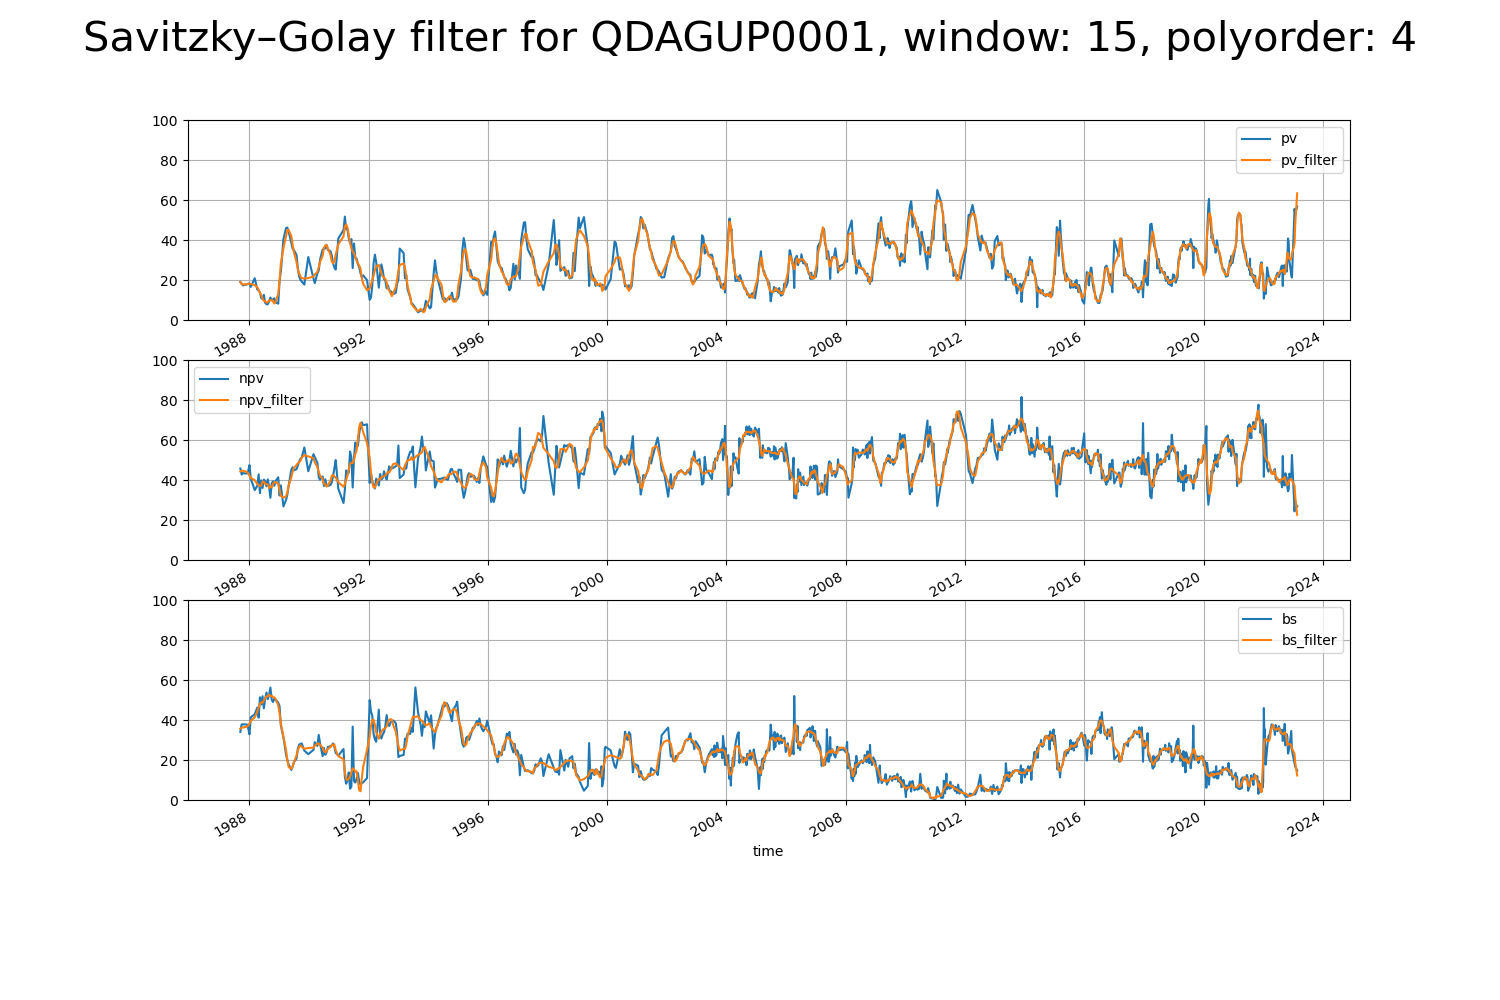 Savitzky–Golay filter for QDAGUP0001, window: 15, polyorder: 4
100
80
60
40
20
0
pv
pv_filter
1988 1992 1996 2000 2004 2008 2012 2016 2020 2024
100
80
60
40
20
0
npv
npv_filter
1988 1992 1996 2000 2004 2008 2012 2016 2020 2024
100
80
60
40
20
0
bs
bs_filter
1988 1992 1996 2000 2004 2008 2012 2016 2020 2024
time